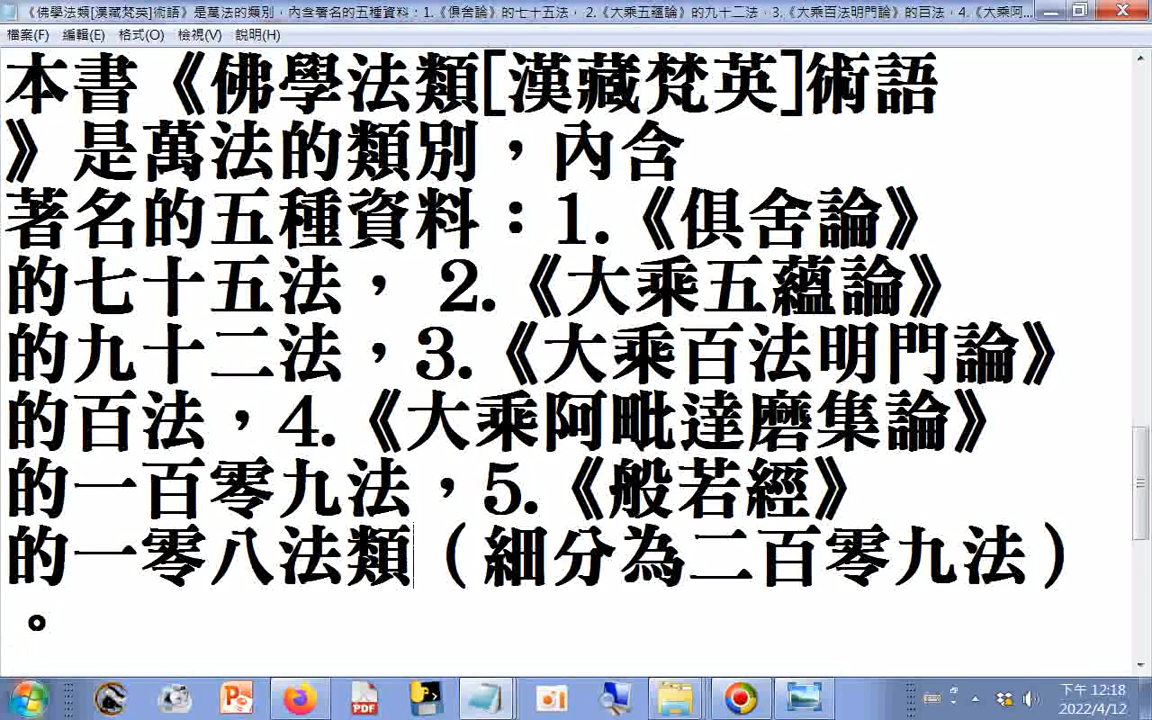 《佛學法類[漢藏梵英]術語》是萬法的類別，內含著名的五種資料：1.《俱舍論》的七十五法， 2.《大乘五蘊論》的九十二法，3.《大乘百法明門論》的百法，4.《大乘阿...
檔案(F) 編輯(E) 格式(O) 檢視(V) 說明(H)
本書《佛學法類[漢藏梵英]術語
》是萬法的類別，內含
著名的五種資料：1.《俱舍論》
的七十五法， 2.《大乘五蘊論》
的九十二法，3.《大乘百法明門論》
的百法，4.《大乘阿毗達磨集論》
的一百零九法，5.《般若經》
的一零八法類（細分為二百零九法）
。
PDF
下午 12:18
2022/4/12